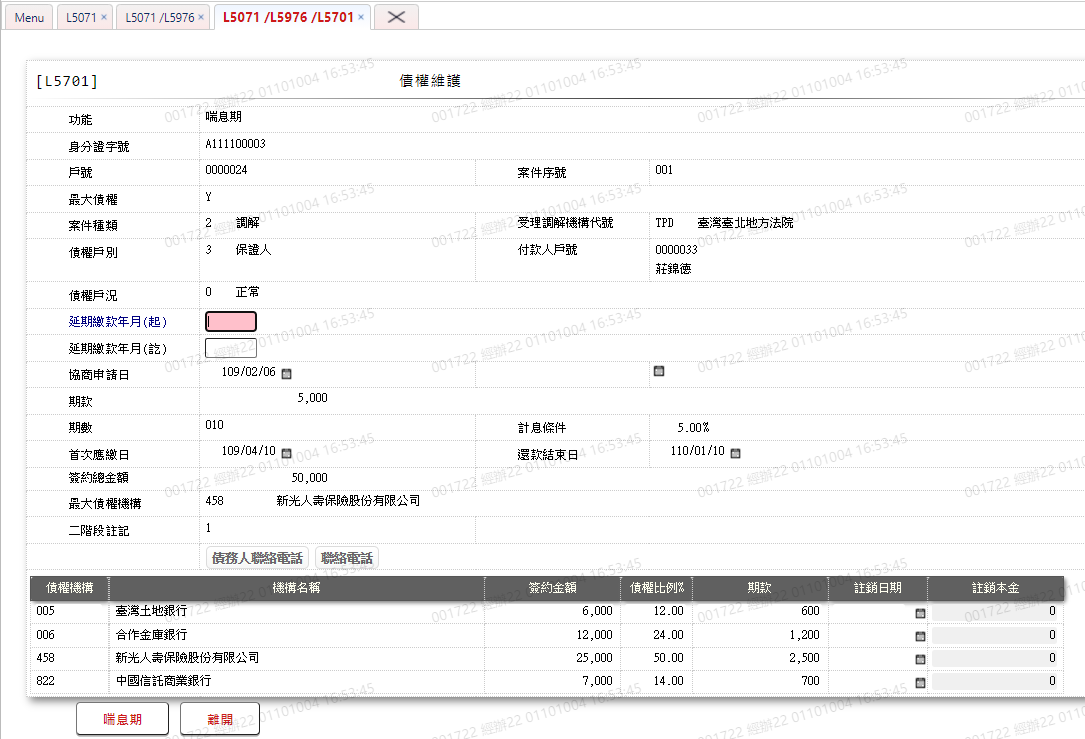 Menu L5071 × L5071 /L5976 × L5071 /L5976 /L5701 ×
[L5701] 債權維護
功能 喘息期
身分證字號 A111100003
戶號 0000024 案件序號 001
最大債權 Y
案件種類 2 調解 受理調解機構代號 TPD 臺灣臺北地方法院
債權戶別 3 保證人 付款人戶號 0000033
莊錦德
債權戶況 0 正常
延期繳款年月(起)
延期繳款年月(訖)
協商申請日 109/02/06
期款 5,000
期數 010 計息條件 5.00%
首次應繳日 109/04/10 還款結束日 110/01/10
簽約總金額 50,000
最大債權機構 458 新光人壽保險股份有限公司
二階段註記 1
債務人聯絡電話 聯絡電話
債權機構 機構名稱 簽約金額 債權比例% 期款 註銷日期 註銷本金
005 臺灣土地銀行 6,000 12.00 600 0
006 合作金庫銀行 12,000 24.00 1,200 0
458 新光人壽保險股份有限公司 25,000 50.00 2,500 0
822 中國信託商業銀行 7,000 14.00 700 0
喘息期 離開
001722 經辦22 01101004 16:53:45